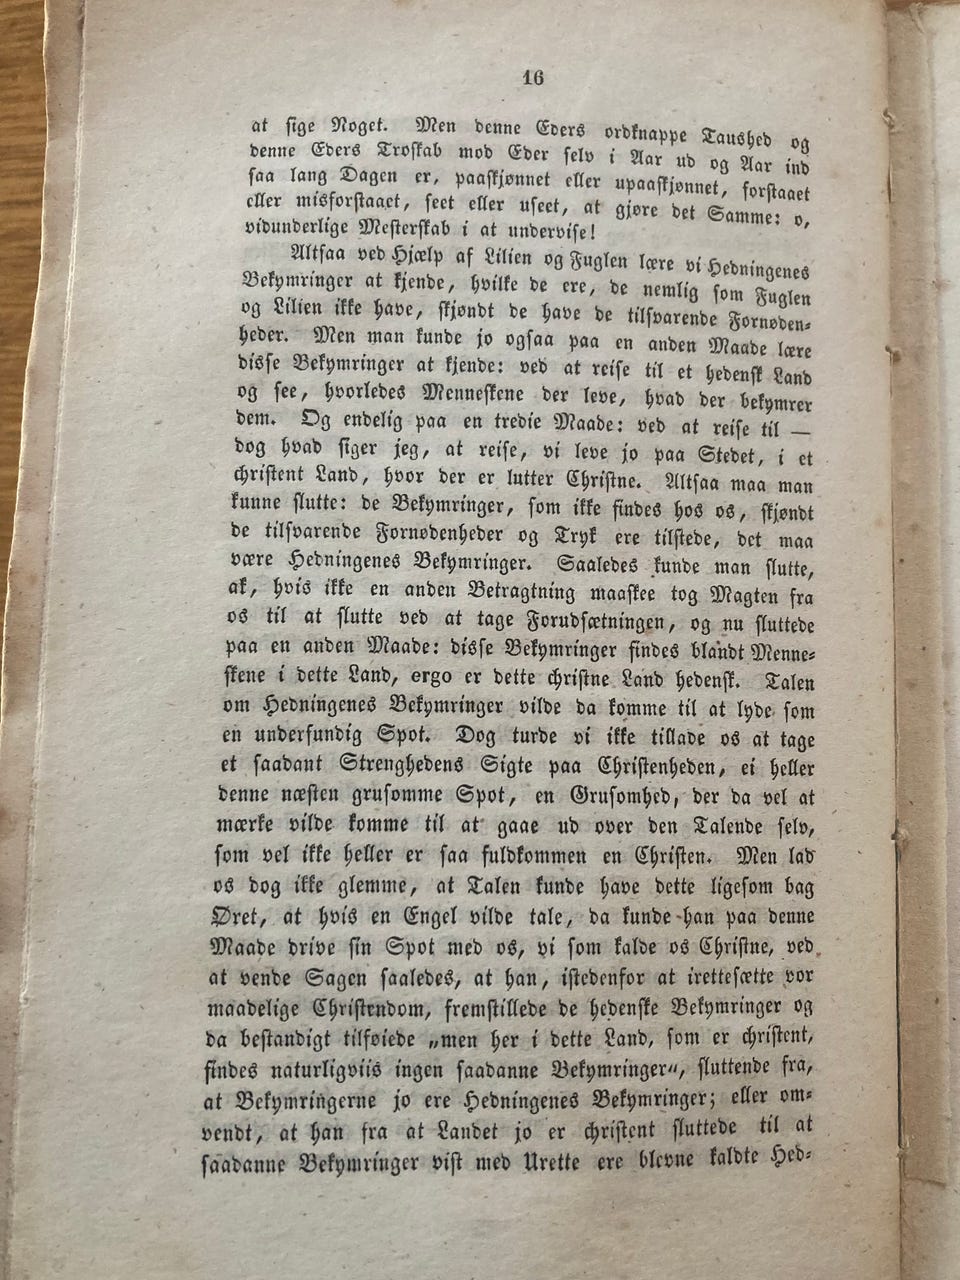 16
at sige Noget. Men denne Eders ordknappe Taushed og
denne Eders Troskab mod Eder selv i Aar ud og Aar ind
saa lang Dagen er, paaskjønnet eller upaaskjønnet, forstaaet
eller misforstaaet, seet eller useet, at gjøre det Samme: o,
vidunderlige Mesterskab i at undervise!
Altsaa ved Hjælp af Lilien og Fuglen lære vi Hedningenes
Bekymringer at kjende, hvilke de ere, de nemlig som Fuglen
og Lilien ikke have, skjøndt de have de tilsvarende Fornøden-
heder. Men man kunde jo ogsaa paa en anden Maade lære
disse Bekymringer at kjende: ved at reise til et hedensk Land
og see, hvorledes Menneskene der leve, hvad der bekymrer
dem. Og endelig paa en tredie Maade: ved at reise til —
dog hvad siger jeg, at reise, vi leve jo paa Stedet, i et
christent Land, hvor der er lutter Christne. Altsaa maa man
kunne slutte: de Bekymringer, som ikke findes hos os, skjøndt
de tilsvarende Fornødenheder og Tryk ere tilstede, det maa
være Hedningenes Bekymringer. Saaledes kunde man slutte,
ak, hvis ikke en anden Betragtning maaskee tog Magten fra
os til at slutte ved at tage Forudsætningen, og nu sluttede
paa en anden Maade: disse Bekymringer findes blandt Menne-
skene i dette Land, ergo er dette christne Land hedensk. Talen
om Hedningenes Bekymringer vilde da komme til at lyde som
en underfundig Spot. Dog turde vi ikke tillade os at tage
et saadant Strenghedens Sigte paa Christenheden, ei heller
denne næsten grusomme Spot, en Grusomhed, der da vel at
mærke vilde komme til at gaae ud over den Talende selv,
som vel ikke heller er saa fuldkommen en Christen. Men lad
os dog ikke glemme, at Talen kunde have dette ligesom bag
Øret, at hvis en Engel vilde tale, da kunde han paa denne
Maade drive sin Spot med os, vi som kalde os Christne, ved
at vende Sagen saaledes, at han, istedenfor at irettesætte vor
maadelige Christendom, fremstillede de hedenske Bekymringer og
da bestandigt tilføiede „men her i dette Land, som er christent,
findes naturligviis ingen saadanne Bekymringer“, sluttende fra,
at Bekymringerne jo ere Hedningenes Bekymringer; eller om-
vendt, at han fra at Landet jo er christent sluttede til at
saadanne Bekymringer vist med Urette ere blevne kaldte Hed-